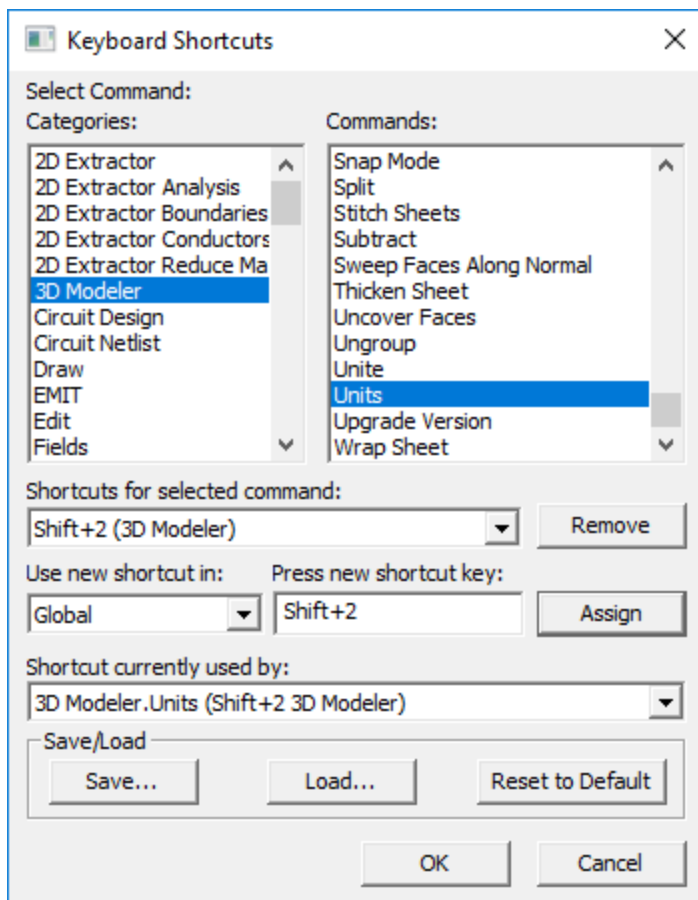 Keyboard Shortcuts
Select Command:
Categories:
2D Extractor
2D Extractor Analysis
2D Extractor Boundaries
2D Extractor Conductors
2D Extractor Reduce Ma
3D Modeler
Circuit Design
Circuit Netlist
Draw
EMIT
Edit
Fields
Commands:
Snap Mode
Split
Stitch Sheets
Subtract
Sweep Faces Along Normal
Thicken Sheet
Uncover Faces
Ungroup
Unite
Units
Upgrade Version
Wrap Sheet
Shortcuts for selected command:
Shift+2 (3D Modeler)
Remove
Use new shortcut in:
Global
Press new shortcut key:
Shift+2
Assign
Shortcut currently used by:
3D Modeler.Units (Shift+2 3D Modeler)
Save/Load
Save...
Load...
Reset to Default
OK
Cancel